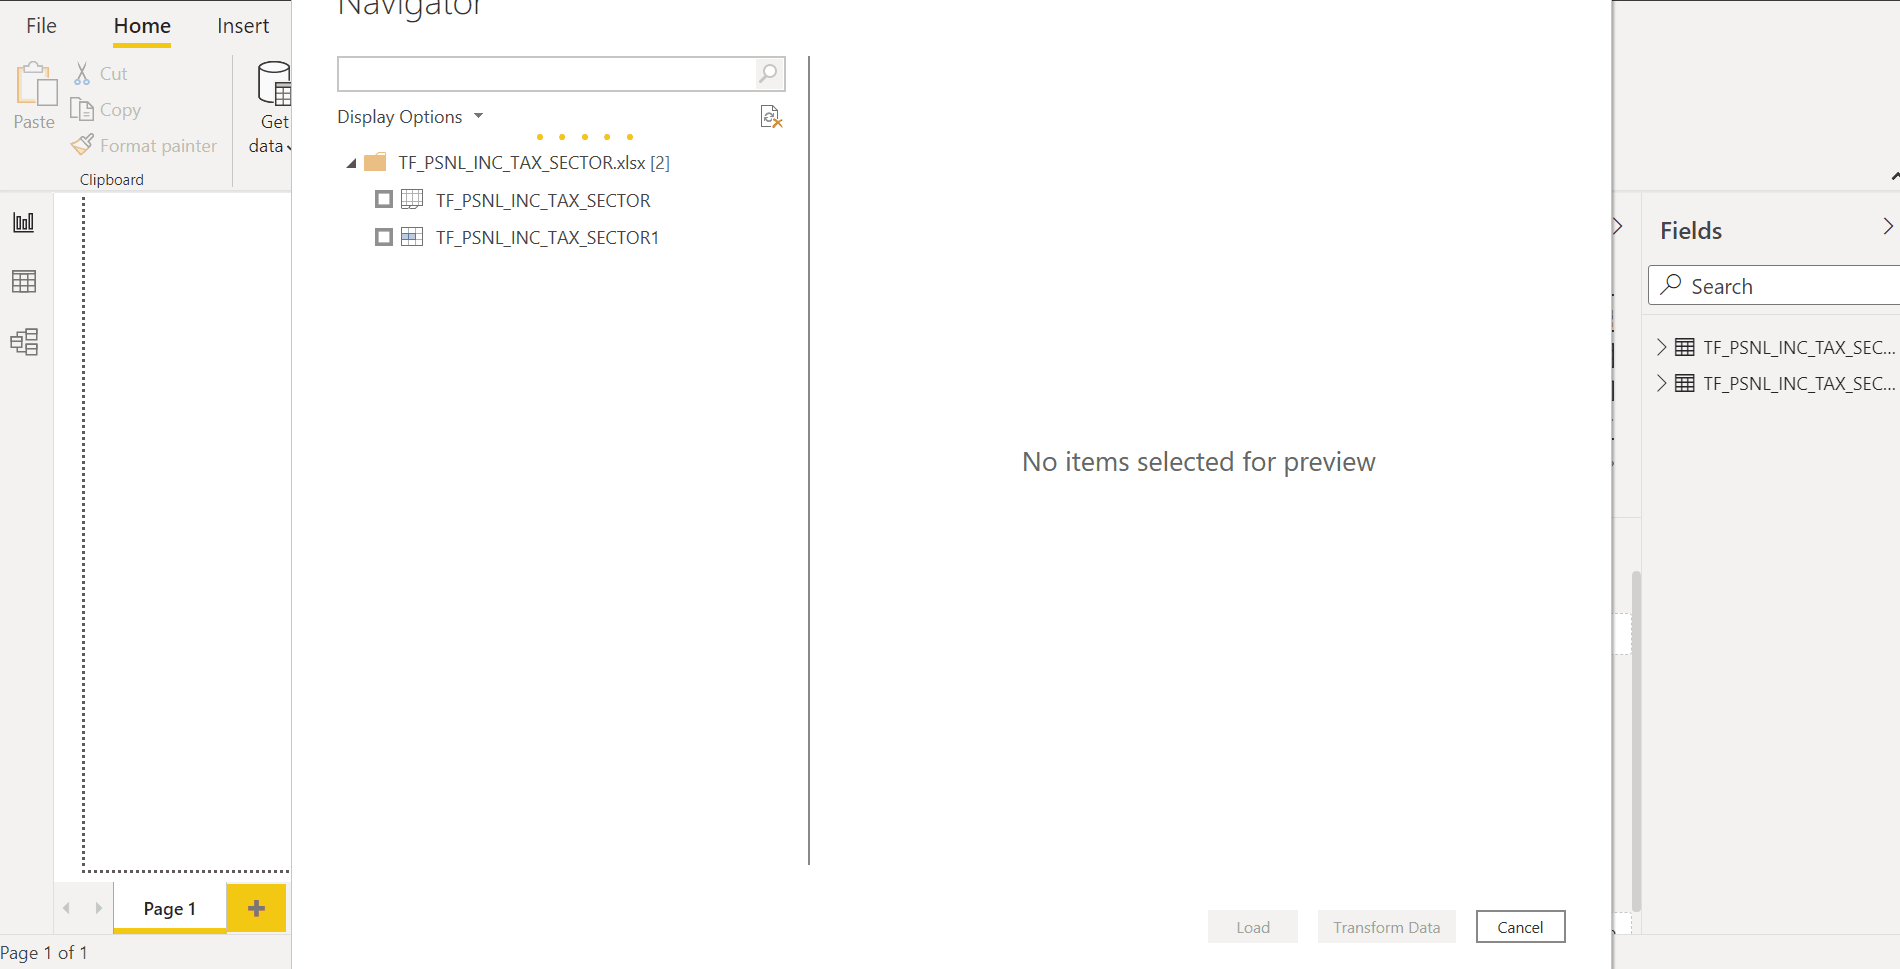 File
Home
Insert
Paste
Cut
Copy
Format painter
Clipboard
Get
data
Navigator
Display Options
TF_PSNL_INC_TAX_SECTOR.xlsx [2]
TF_PSNL_INC_TAX_SECTOR
TF_PSNL_INC_TAX_SECTOR1
No items selected for preview
Load
Transform Data
Cancel
Fields
Search
TF_PSNL_INC_TAX_SEC...
TF_PSNL_INC_TAX_SEC...
Page 1
Page 1 of 1